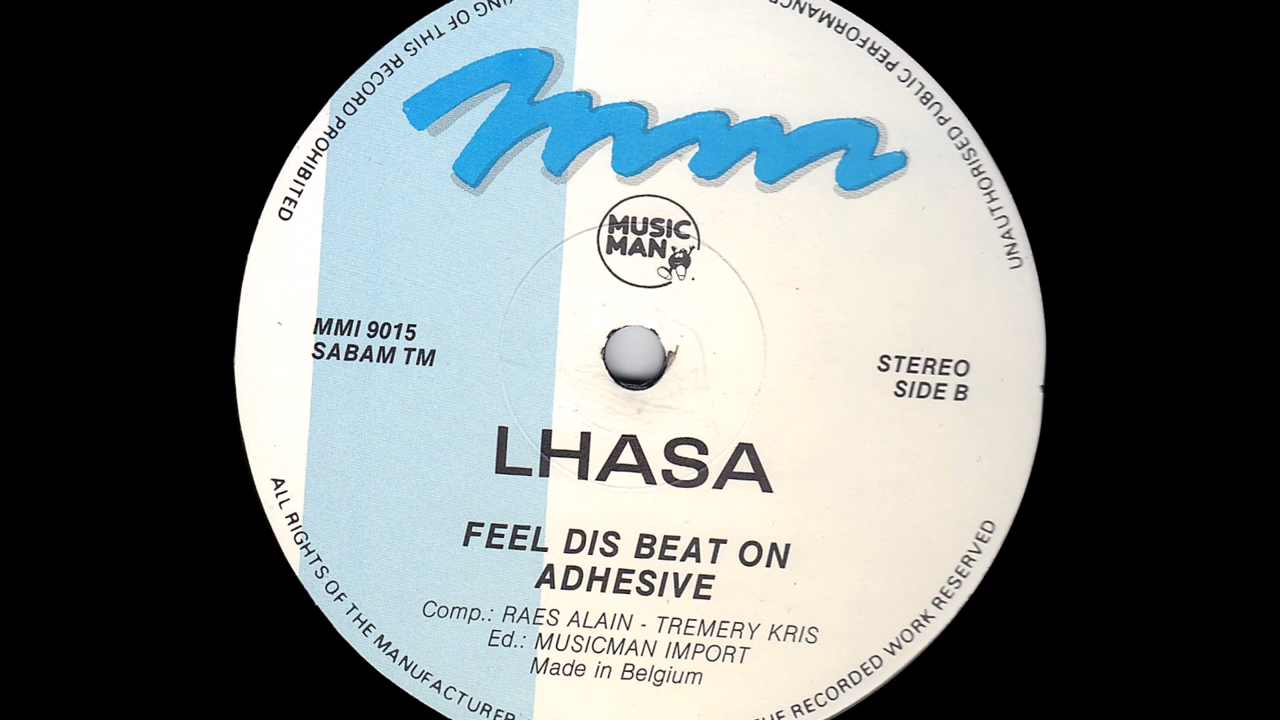 MUSIC
MAN
MMI 9015
SABAM TM
STEREO
SIDE B
LHASA
FEEL DIS BEAT ON
ADHESIVE
Comp.: RAES ALAIN - TREMERY KRIS
Ed.: MUSICMAN IMPORT
Made in Belgium
ALL RIGHTS OF THE MANUFACTURER
THE RECORDED WORK RESERVED
UNAUTHORISED PUBLIC PERFORMANCE
OF THIS RECORD PROHIBITED